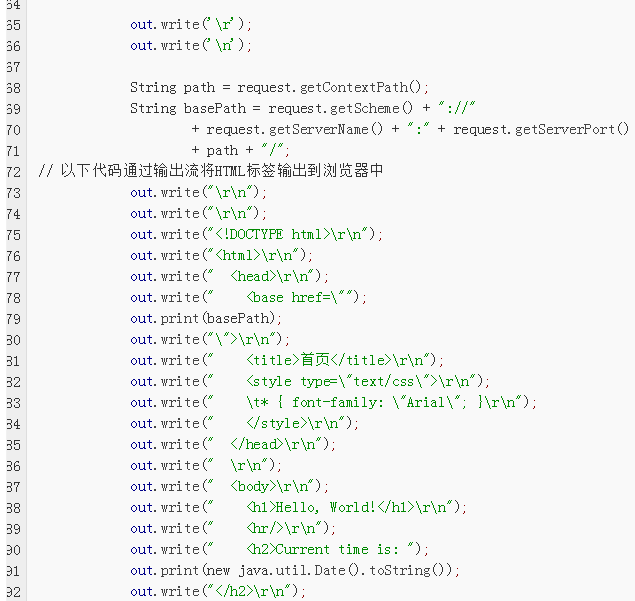 64
65 out.write('\r');
66 out.write('\n');
67
68 String path = request.getContextPath();
69 String basePath = request.getScheme() + "://"
70 + request.getServerName() + ":" + request.getServerPort()
71 + path + "/";
72 // 以下代码通过输出流将HTML标签输出到浏览器中
73 out.write("\r\n");
74 out.write("\r\n");
75 out.write("<!DOCTYPE html>\r\n");
76 out.write("<html>\r\n");
77 out.write("  <head>\r\n");
78 out.write("    <base href=\"");
79 out.print(basePath);
80 out.write("\">\r\n");
81 out.write("    <title>首页</title>\r\n");
82 out.write("    <style type=\"text/css\">\r\n");
83 out.write("    \t* { font-family: \"Arial\"; }\r\n");
84 out.write("    </style>\r\n");
85 out.write("  </head>\r\n");
86 out.write("  \r\n");
87 out.write("  <body>\r\n");
88 out.write("    <h1>Hello, World!</h1>\r\n");
89 out.write("    <hr/>\r\n");
90 out.write("    <h2>Current time is: ");
91 out.print(new java.util.Date().toString());
92 out.write("</h2>\r\n");